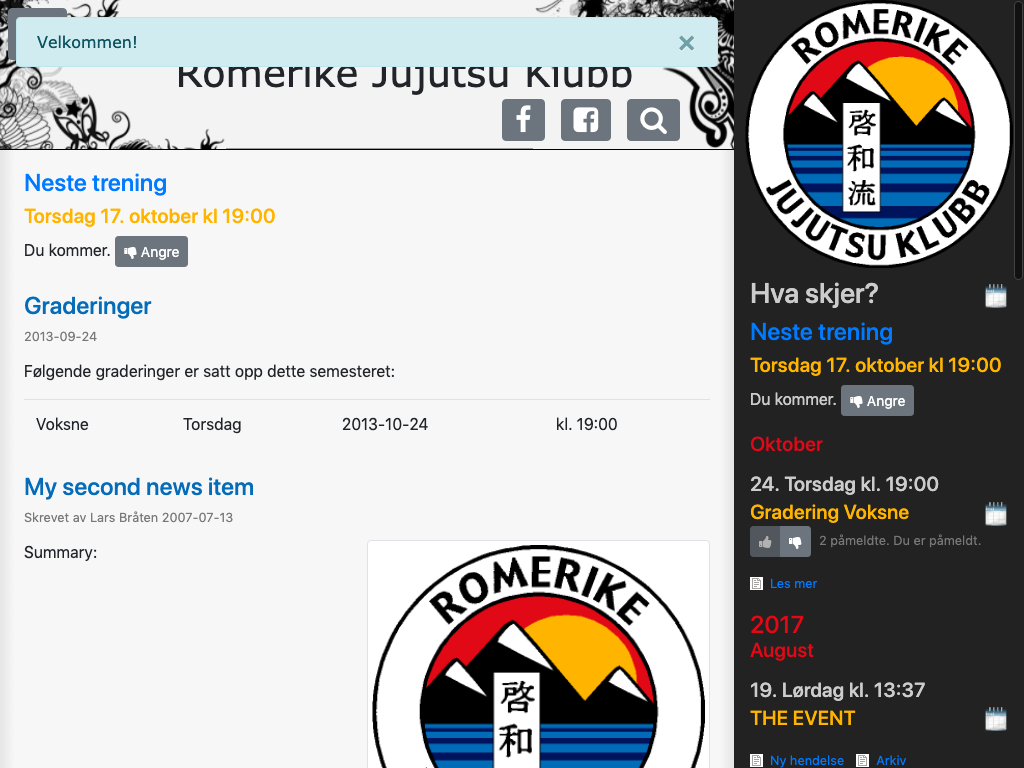 Velkommen! ×
Romerike Jujutsu Klubb
Neste trening
Torsdag 17. oktober kl 19:00
Du kommer. Angre
Graderinger
2013-09-24
Følgende graderinger er satt opp dette semesteret:
Voksne Torsdag 2013-10-24 kl. 19:00
My second news item
Skrevet av Lars Bråten 2007-07-13
Summary:
ROMERIKE
啓和
ROMERIKE
啓和流
JUJUTSU KLUBB
Hva skjer?
Neste trening
Torsdag 17. oktober kl 19:00
Du kommer. Angre
Oktober
24. Torsdag kl. 19:00
Gradering Voksne
2 påmeldte. Du er påmeldt.
Les mer
2017
August
19. Lørdag kl. 13:37
THE EVENT
Ny hendelse Arkiv